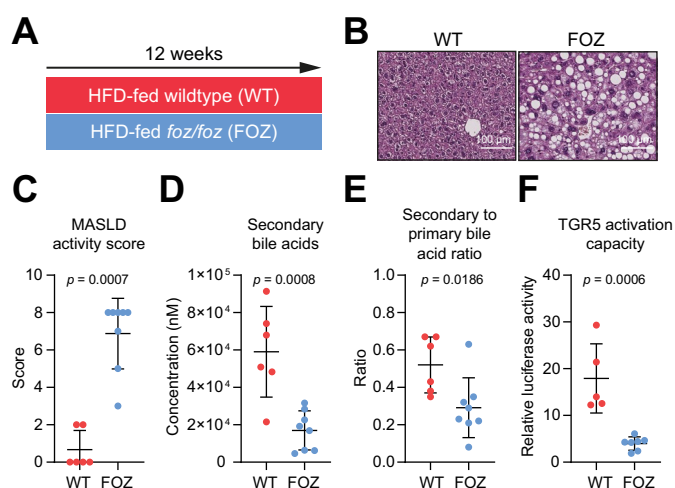 A
12 weeks
HFD-fed wildtype (WT)
HFD-fed foz/foz (FOZ)
B
WT
FOZ
100 µm
100 µm
C
MASLD
activity score
p = 0.0007
Score
10
8
6
4
2
0
WT
FOZ
D
Secondary
bile acids
p = 0.0008
Concentration (nM)
1×10⁵
8×10⁴
6×10⁴
4×10⁴
2×10⁴
0
WT
FOZ
E
Secondary to
primary bile
acid ratio
p = 0.0186
Ratio
1.0
0.8
0.6
0.4
0.2
0.0
WT
FOZ
F
TGR5 activation
capacity
p = 0.0006
Relative luciferase activity
40
30
20
10
0
WT
FOZ